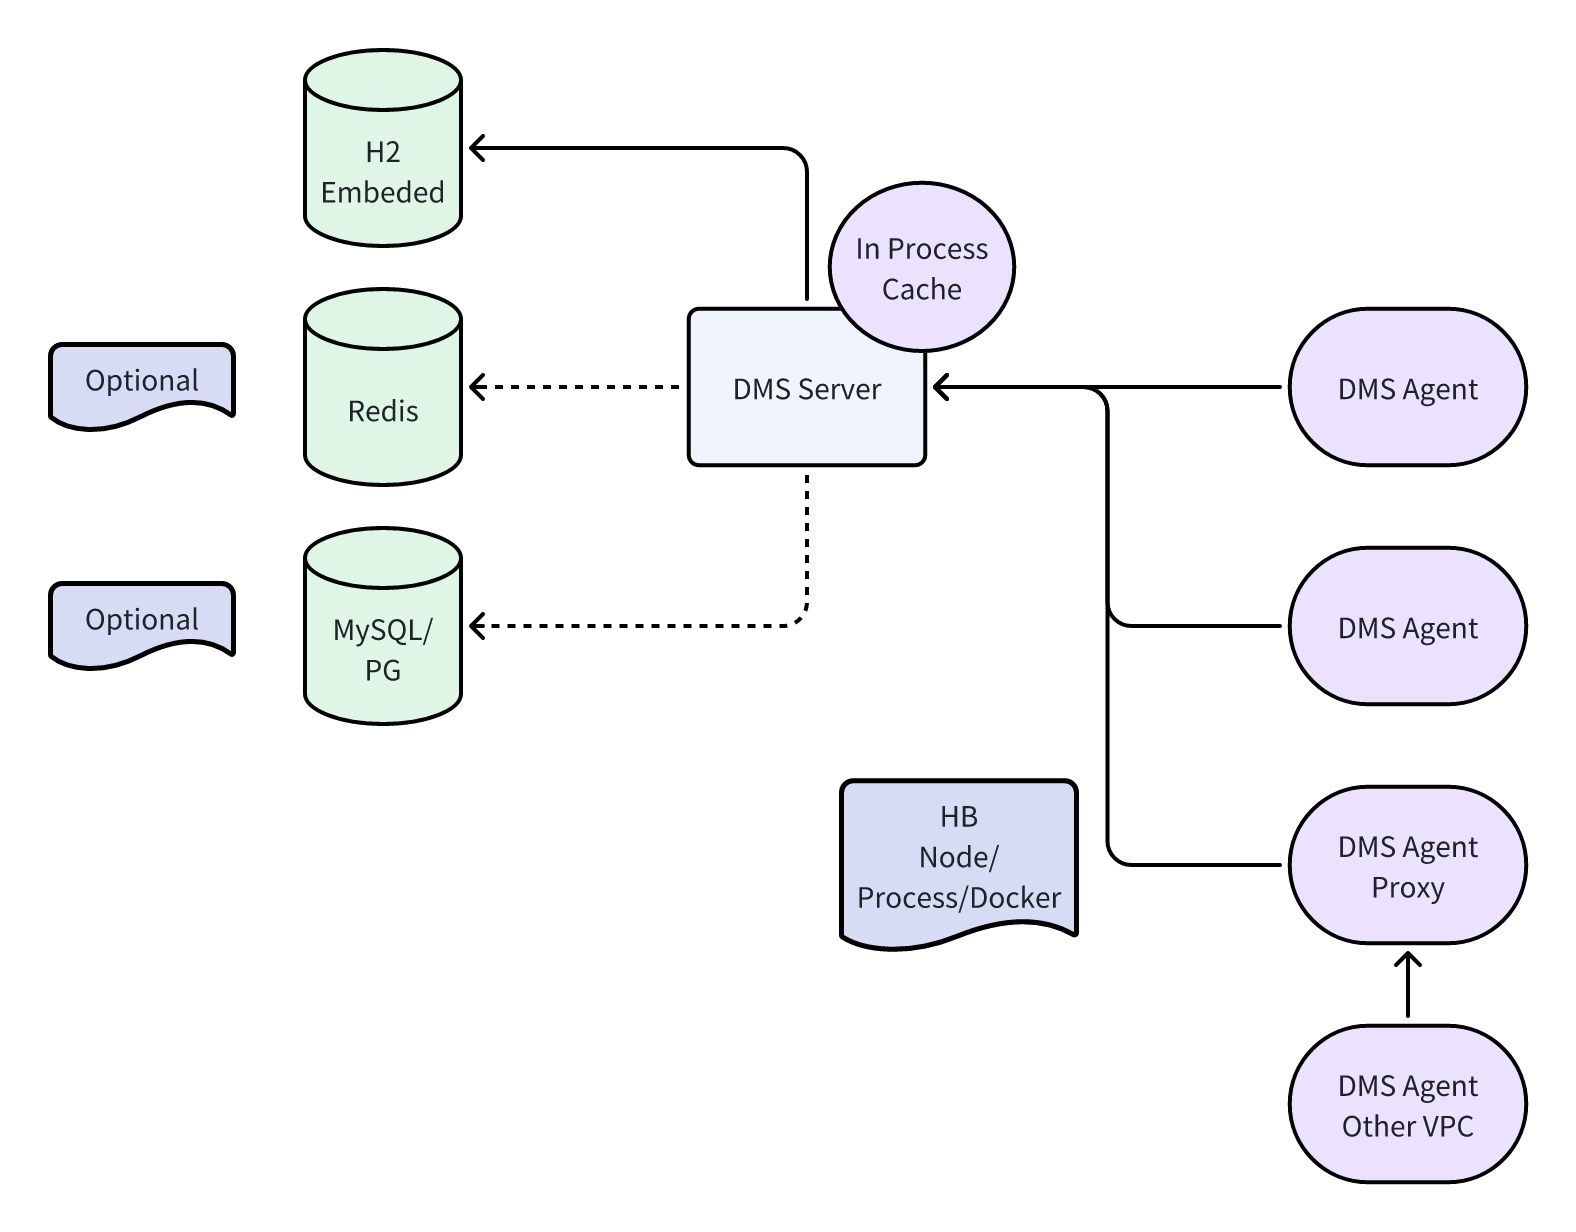 H2
Embeded
In Process
Cache
Optional
Redis
DMS Server
DMS Agent
Optional
MySQL/
PG
DMS Agent
HB
Node/
Process/Docker
DMS Agent
Proxy
DMS Agent
Other VPC